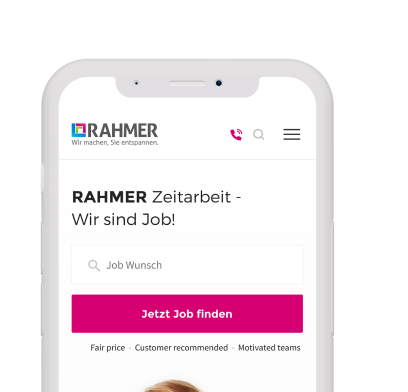 RAHMER
Wir machen, Sie entspannen.
RAHMER Zeitarbeit -
Wir sind Job!
Job Wunsch
Jetzt Job finden
Fair price - Customer recommended - Motivated teams